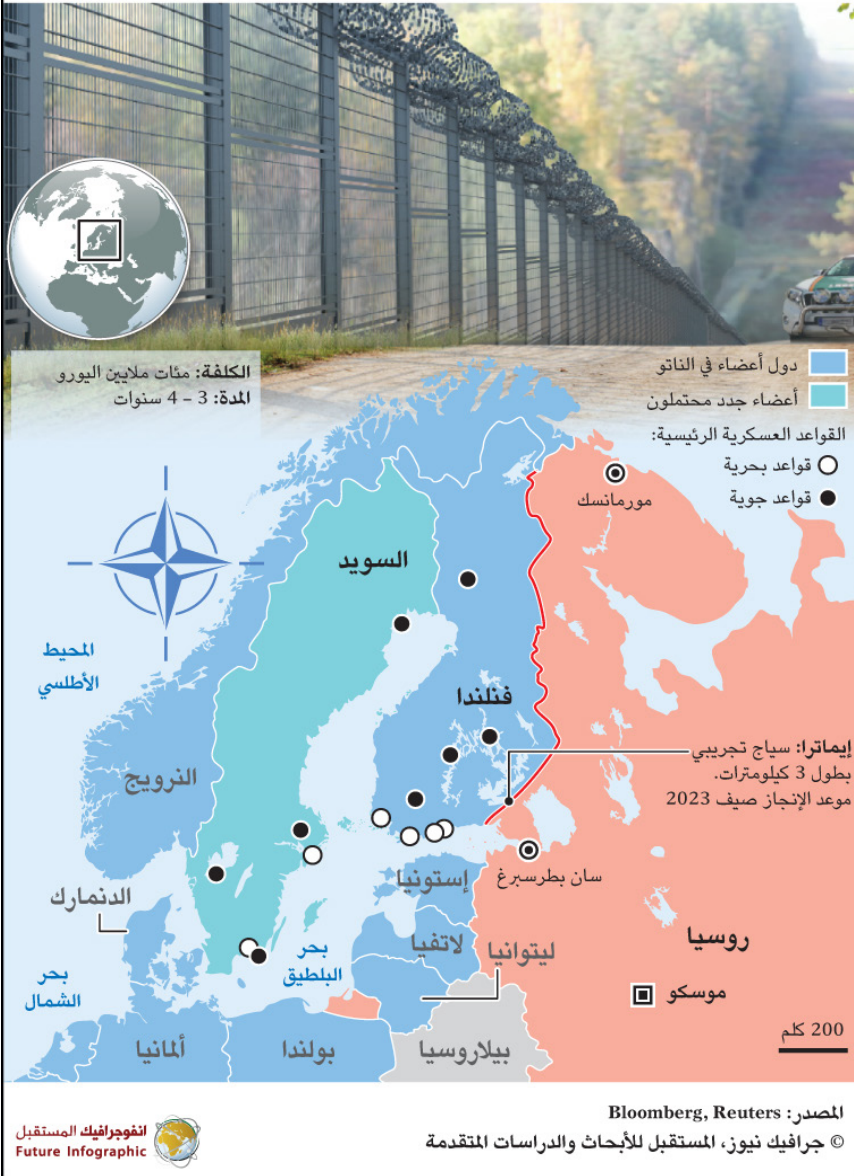 الكلفة: مئات ملايين اليورو
المدة: 3 – 4 سنوات
دول أعضاء في الناتو
أعضاء جدد محتملون
القواعد العسكرية الرئيسية:
قواعد بحرية
قواعد جوية
مورمانسك
السويد
المحيط
الأطلسي
فنلندا
إيماترا: سياج تجريبي
بطول 3 كيلومترات.
موعد الإنجاز صيف 2023
النرويج
سان بطرسبرغ
إستونيا
الدنمارك
روسيا
لاتفيا
ليتوانيا
بحر
البلطيق
بحر
الشمال
موسكو
200 كلم
بيلاروسيا
بولندا
ألمانيا
المصدر: Bloomberg, Reuters
© جرافيك نيوز، المستقبل للأبحاث والدراسات المتقدمة
انفوجرافيك المستقبل
Future Infographic